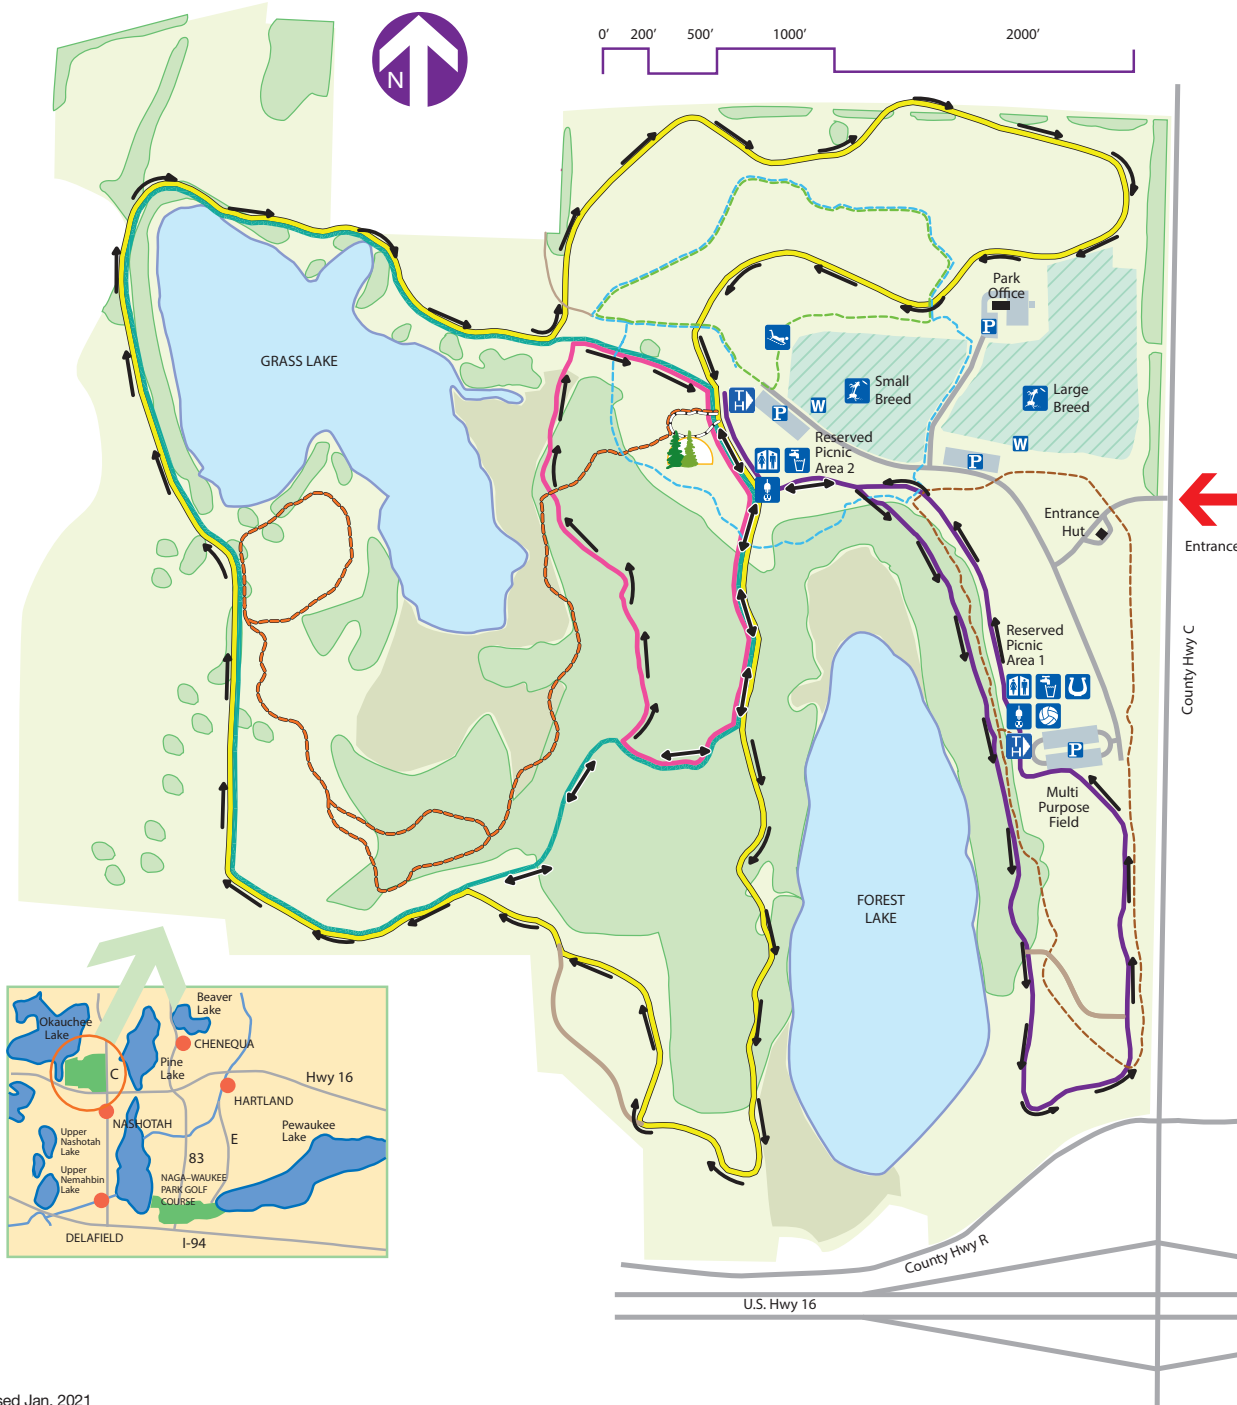 0' 200' 500' 1000' 2000'
N
Park
Office
P
GRASS LAKE
Small
Breed
Large
Breed
TH
P
W
W
Reserved
Picnic
Area 2
P
Entrance
Hut
Entrance
County Hwy C
Reserved
Picnic
Area 1
TH
P
Multi
Purpose
Field
FOREST
LAKE
Beaver
Lake
Okauchee
Lake
CHENEQUA
Pine
Lake
C
Hwy 16
HARTLAND
NASHOTAH
Pewaukee
Lake
Upper
Nashotah
Lake
E
83
Upper
Nemahbin
Lake
NAGA-WAUKEE
PARK GOLF
COURSE
DELAFIELD
I-94
County Hwy R
U.S. Hwy 16
sed Jan. 2021